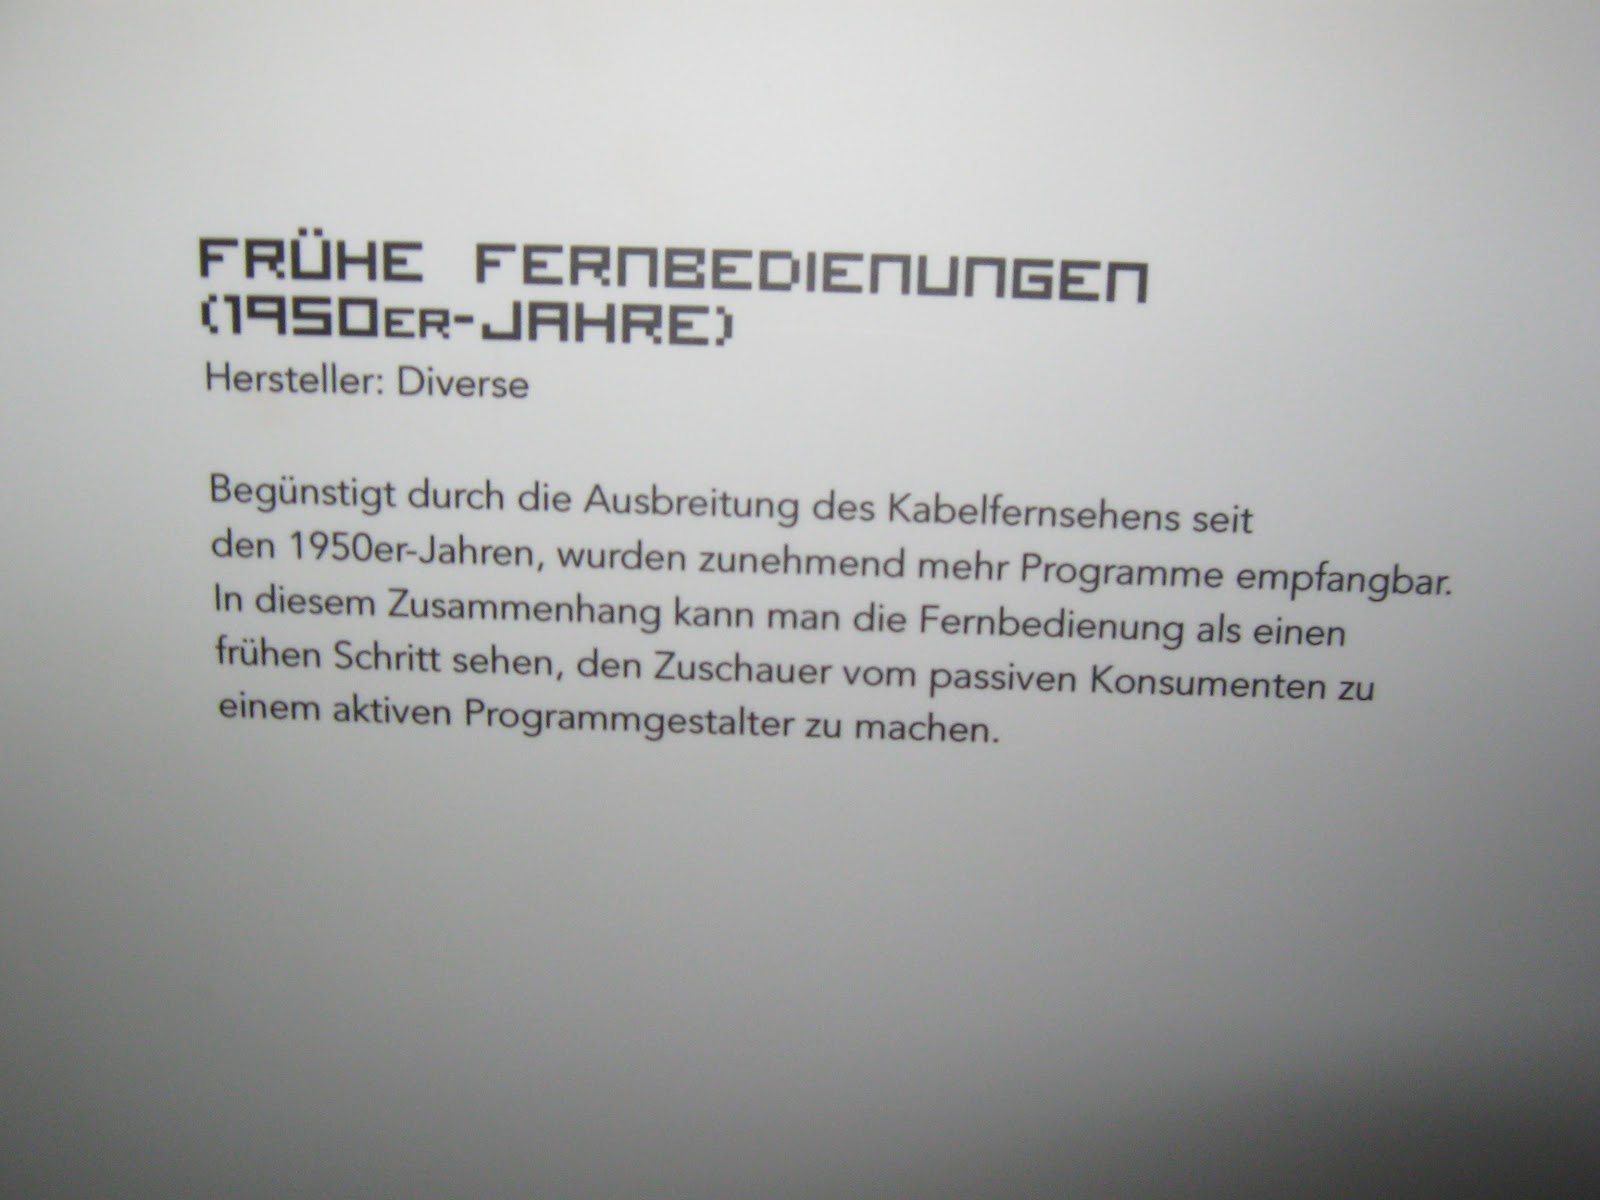 FRÜHE FERNBEDIENUNGEN
(1950ER-JAHRE)
Hersteller: Diverse
Begünstigt durch die Ausbreitung des Kabelfernsehens seit
den 1950er-Jahren, wurden zunehmend mehr Programme empfangbar.
In diesem Zusammenhang kann man die Fernbedienung als einen
frühen Schritt sehen, den Zuschauer vom passiven Konsumenten zu
einem aktiven Programmgestalter zu machen.